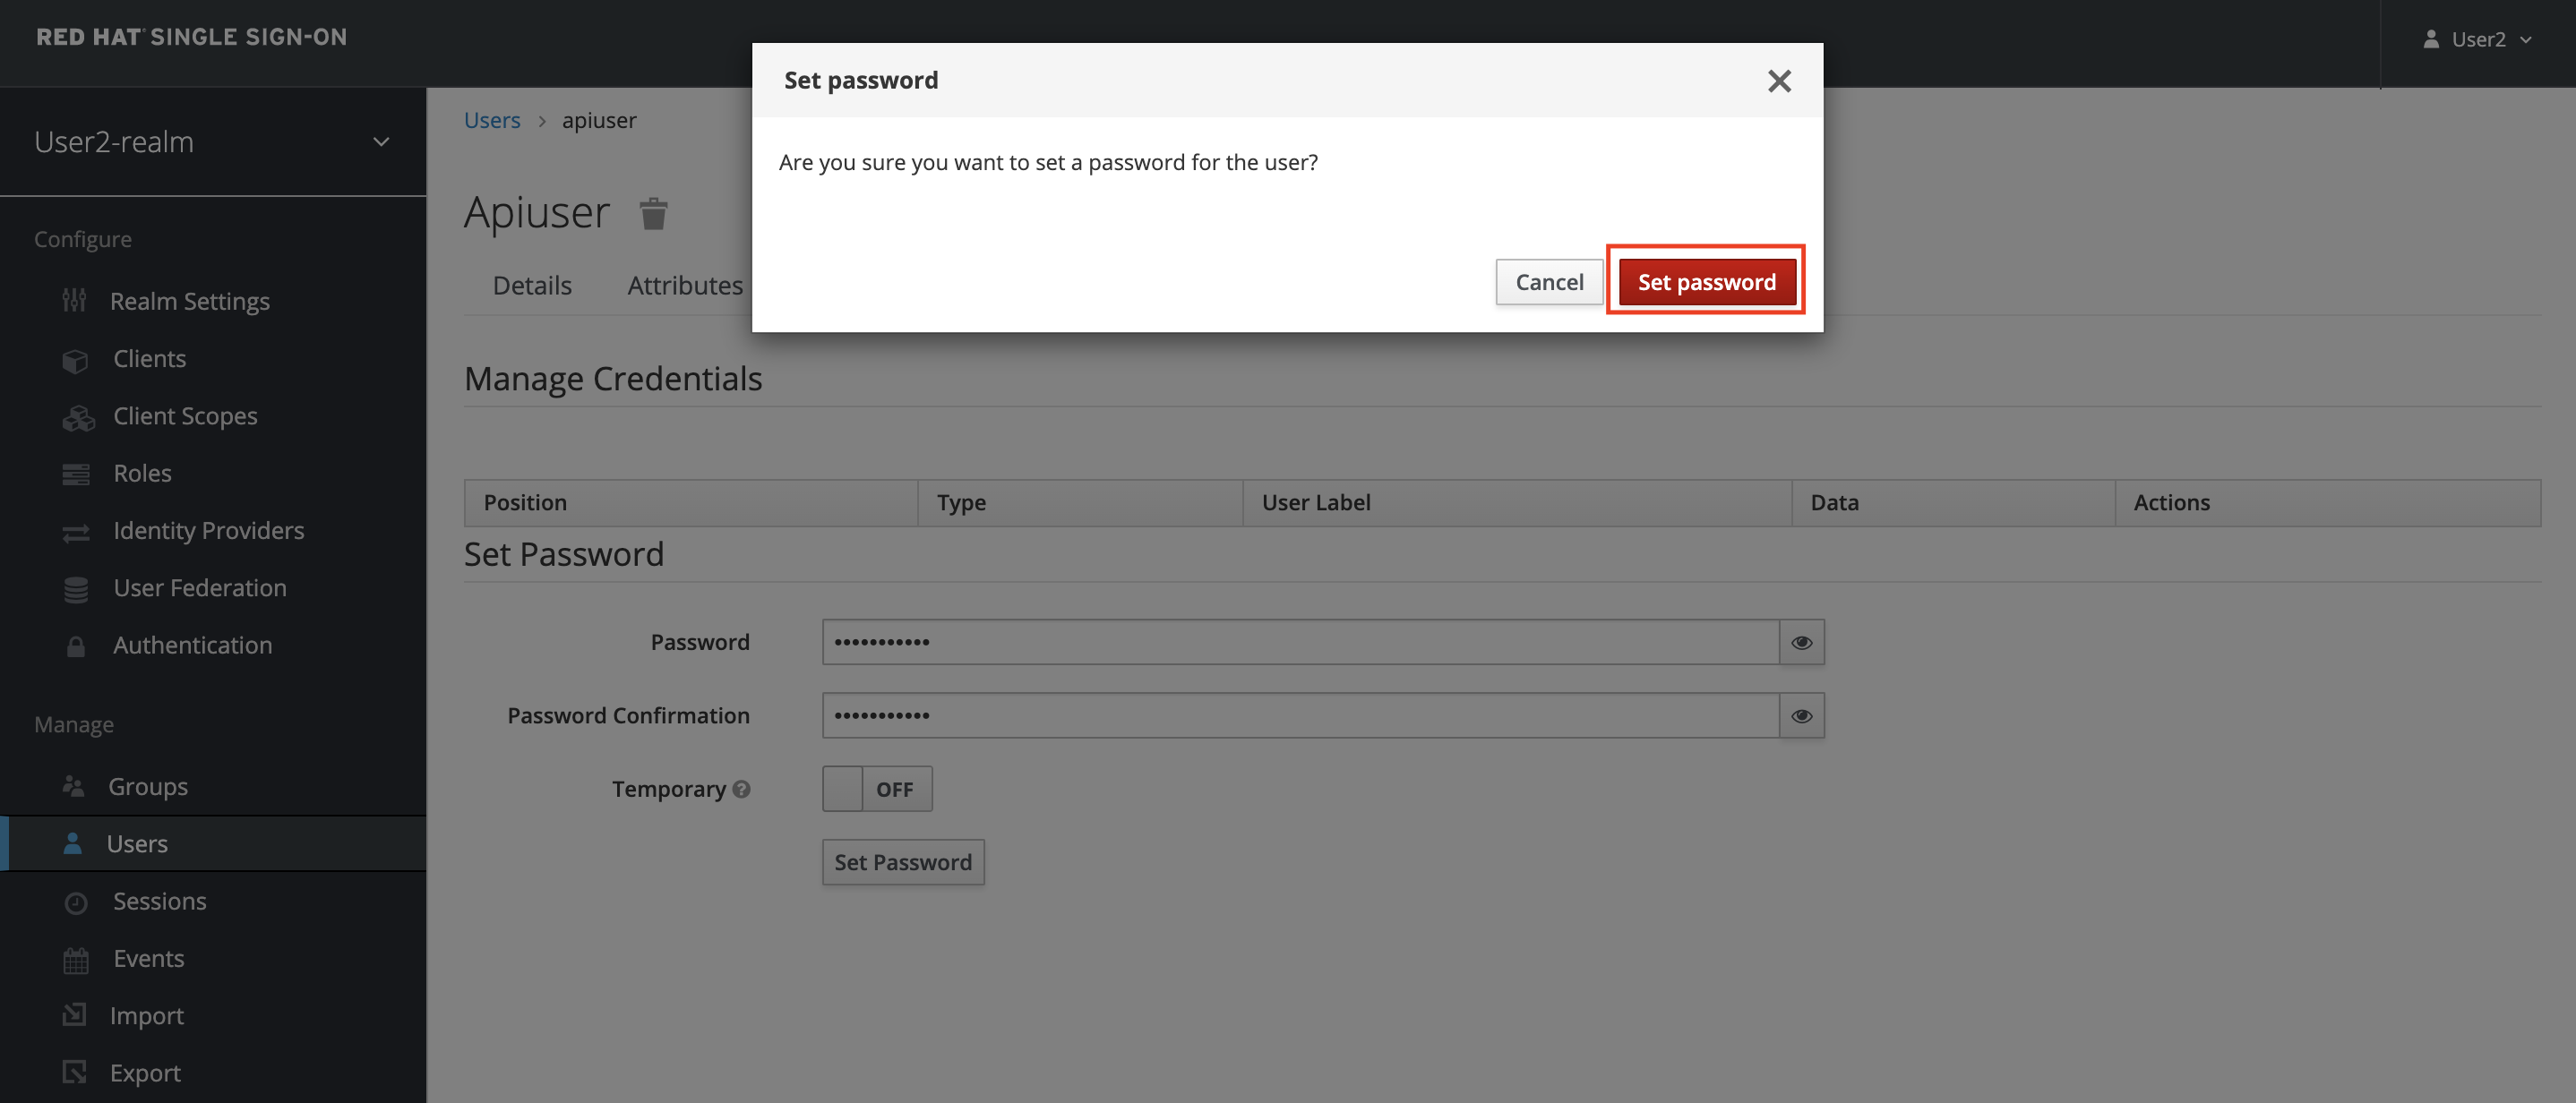 RED HAT SINGLE SIGN-ON
User2
Set password
Are you sure you want to set a password for the user?
Cancel
Set password
User2-realm
Configure
Realm Settings
Clients
Client Scopes
Roles
Identity Providers
User Federation
Authentication
Manage
Groups
Users
Sessions
Events
Import
Export
Users > apiuser
Apiuser
Details Attributes
Manage Credentials
Position Type User Label Data Actions
Set Password
Password
Password Confirmation
Temporary ? OFF
Set Password